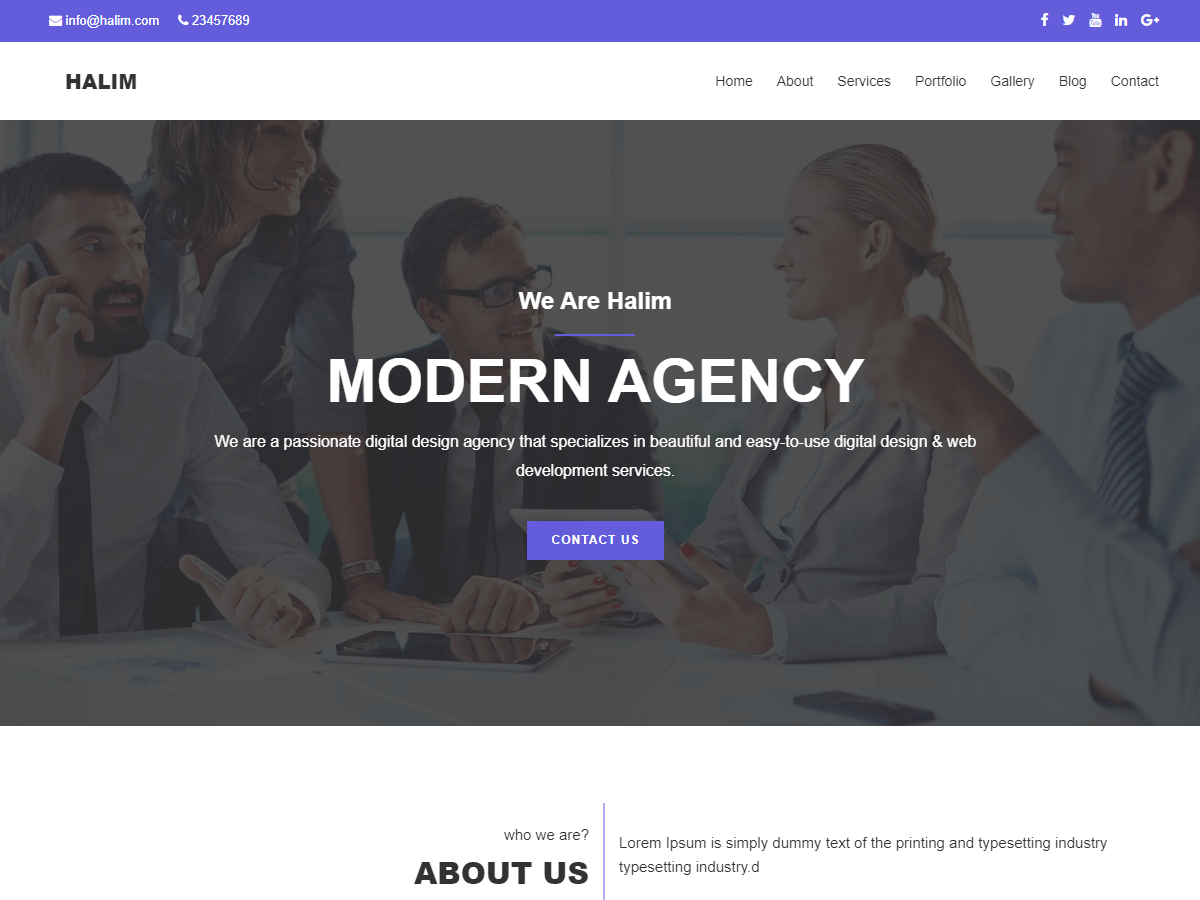 info@halim.com 23457689
HALIM
Home About Services Portfolio Gallery Blog Contact
We Are Halim
MODERN AGENCY
We are a passionate digital design agency that specializes in beautiful and easy-to-use digital design & web
development services.
CONTACT US
who we are?
ABOUT US
Lorem Ipsum is simply dummy text of the printing and typesetting industry
typesetting industry.d